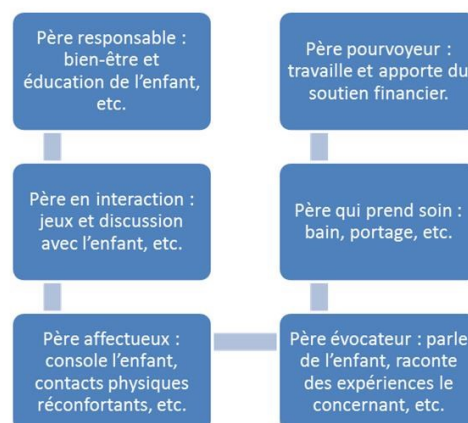 Père responsable :
bien-être et
éducation de l'enfant,
etc.
Père en interaction :
jeux et discussion
avec l'enfant, etc.
Père affectueux :
console l'enfant,
contacts physiques
réconfortants, etc.
Père évocateur : parle
de l'enfant, raconte
des expériences le
concernant, etc.
Père qui prend soin :
bain, portage, etc.
Père pourvoyeur :
travaille et apporte du
soutien financier.